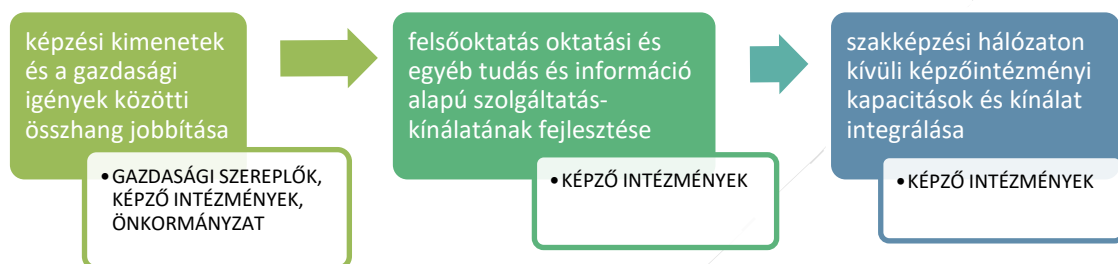 képzési kimenetek
és a gazdasági
igények közötti
összhang jobbítása
•GAZDASÁGI SZEREPLŐK,
KÉPZŐ INTÉZMÉNYEK,
ÖNKORMÁNYZAT
felsőoktatás oktatási és
egyéb tudás és információ
alapú szolgáltatás-
kínálatának fejlesztése
•KÉPZŐ INTÉZMÉNYEK
szakképzési hálózaton
kívüli képzőintézményi
kapacitások és kínálat
integrálása
•KÉPZŐ INTÉZMÉNYEK